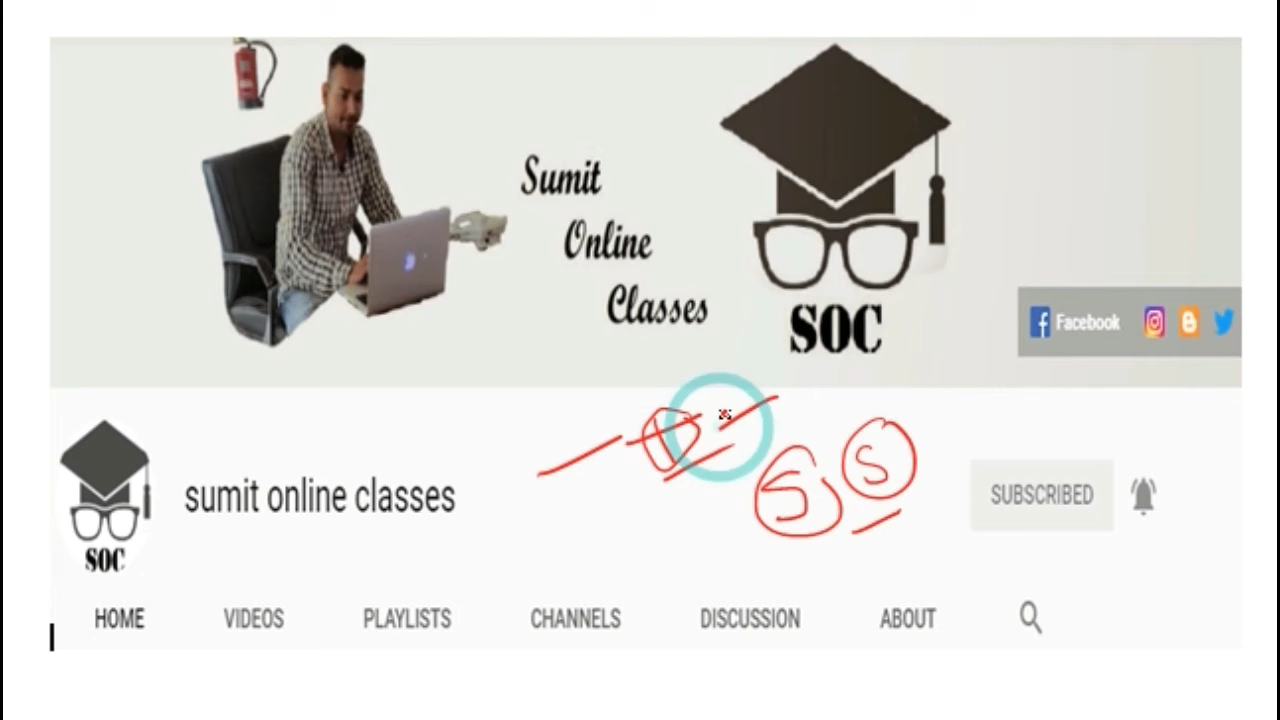 Sumit
Online
Classes
SOC
Facebook
sumit online classes
SOC
SUBSCRIBED
S
S
HOME VIDEOS PLAYLISTS CHANNELS DISCUSSION ABOUT